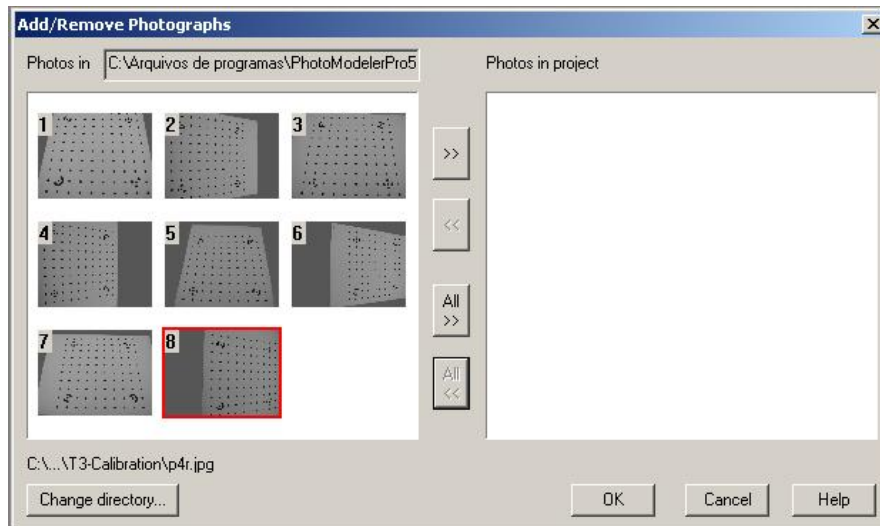 Add/Remove Photographs
Photos in C:\Arquivos de programas\PhotoModelerPro5
Photos in project
1 2 3
>>
<<
4 5 6
All
>>
7 8
All
<<
C:\...\T3-Calibration\p4r.jpg
Change directory...
OK Cancel Help